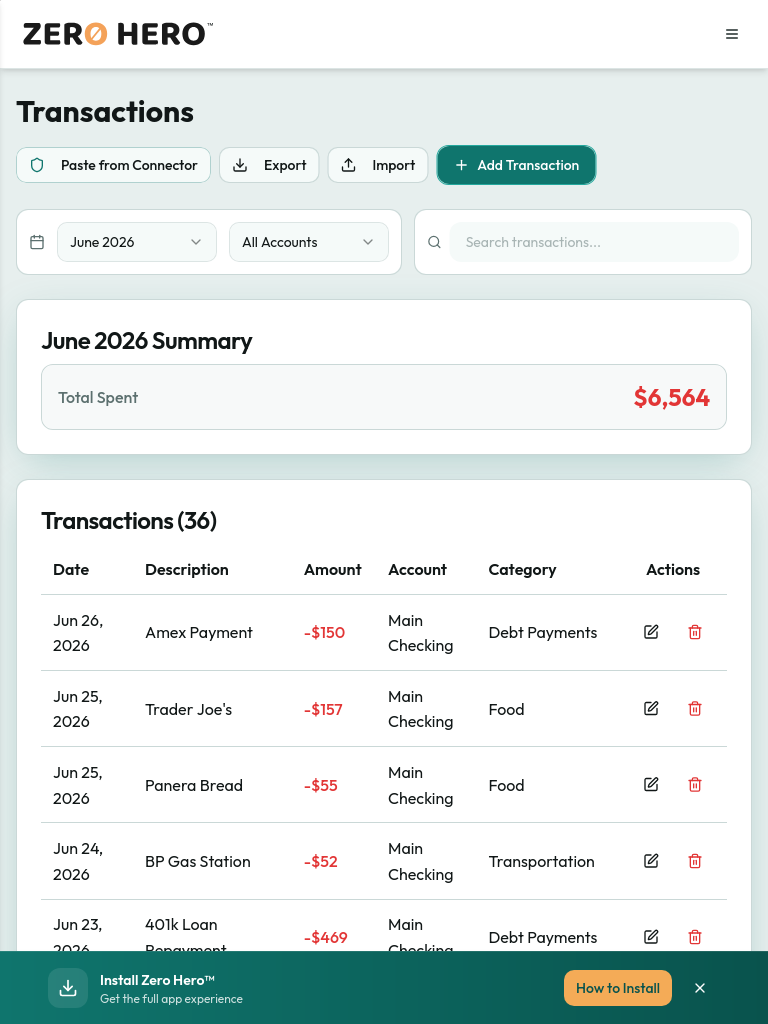 ZERO HERO™
Transactions
Paste from Connector
Export
Import
Add Transaction
June 2026
All Accounts
Search transactions...
June 2026 Summary
Total Spent
$6,564
Transactions (36)
Date Description Amount Account Category Actions
Jun 26,
2026
Amex Payment
-$150
Main
Checking
Debt Payments
Jun 25,
2026
Trader Joe's
-$157
Main
Checking
Food
Jun 25,
2026
Panera Bread
-$55
Main
Checking
Food
Jun 24,
2026
BP Gas Station
-$52
Main
Checking
Transportation
Jun 23,
2026
401k Loan
Repayment
-$469
Main
Checking
Debt Payments
Install Zero Hero™
Get the full app experience
How to Install